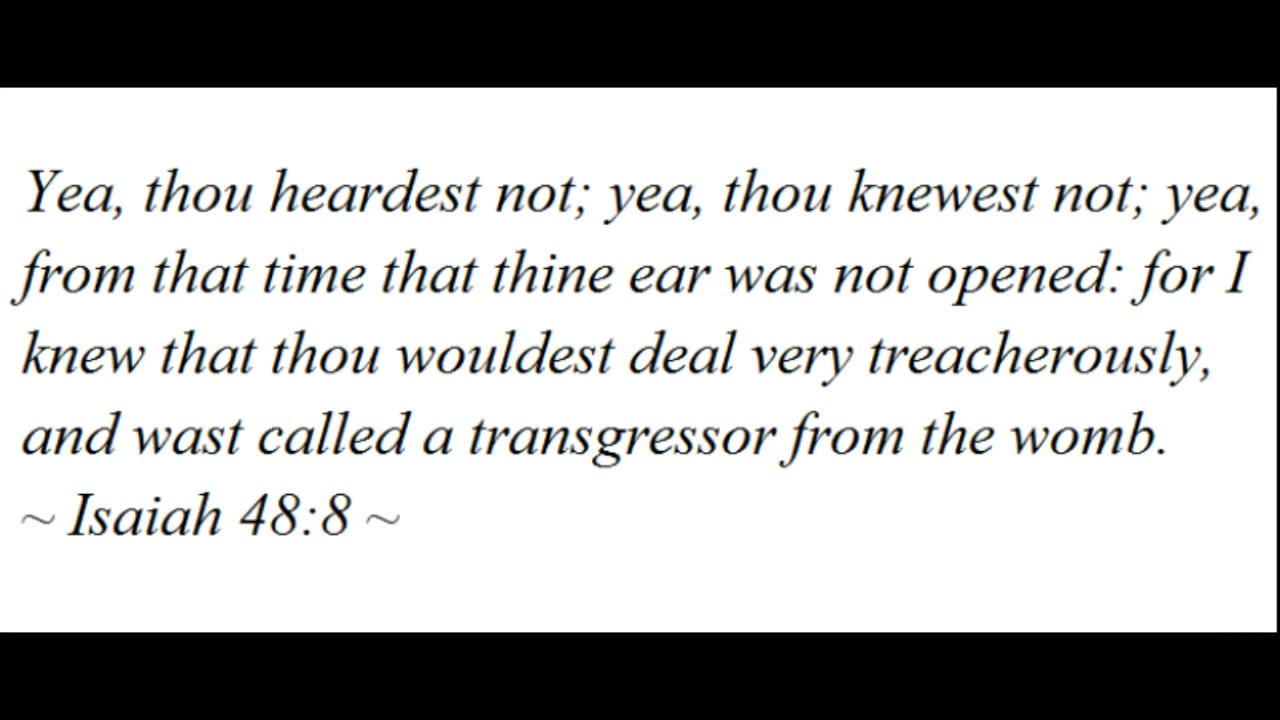 Yea, thou heardest not; yea, thou knewest not; yea,
from that time that thine ear was not opened: for I
knew that thou wouldest deal very treacherously,
and wast called a transgressor from the womb.
~ Isaiah 48:8 ~